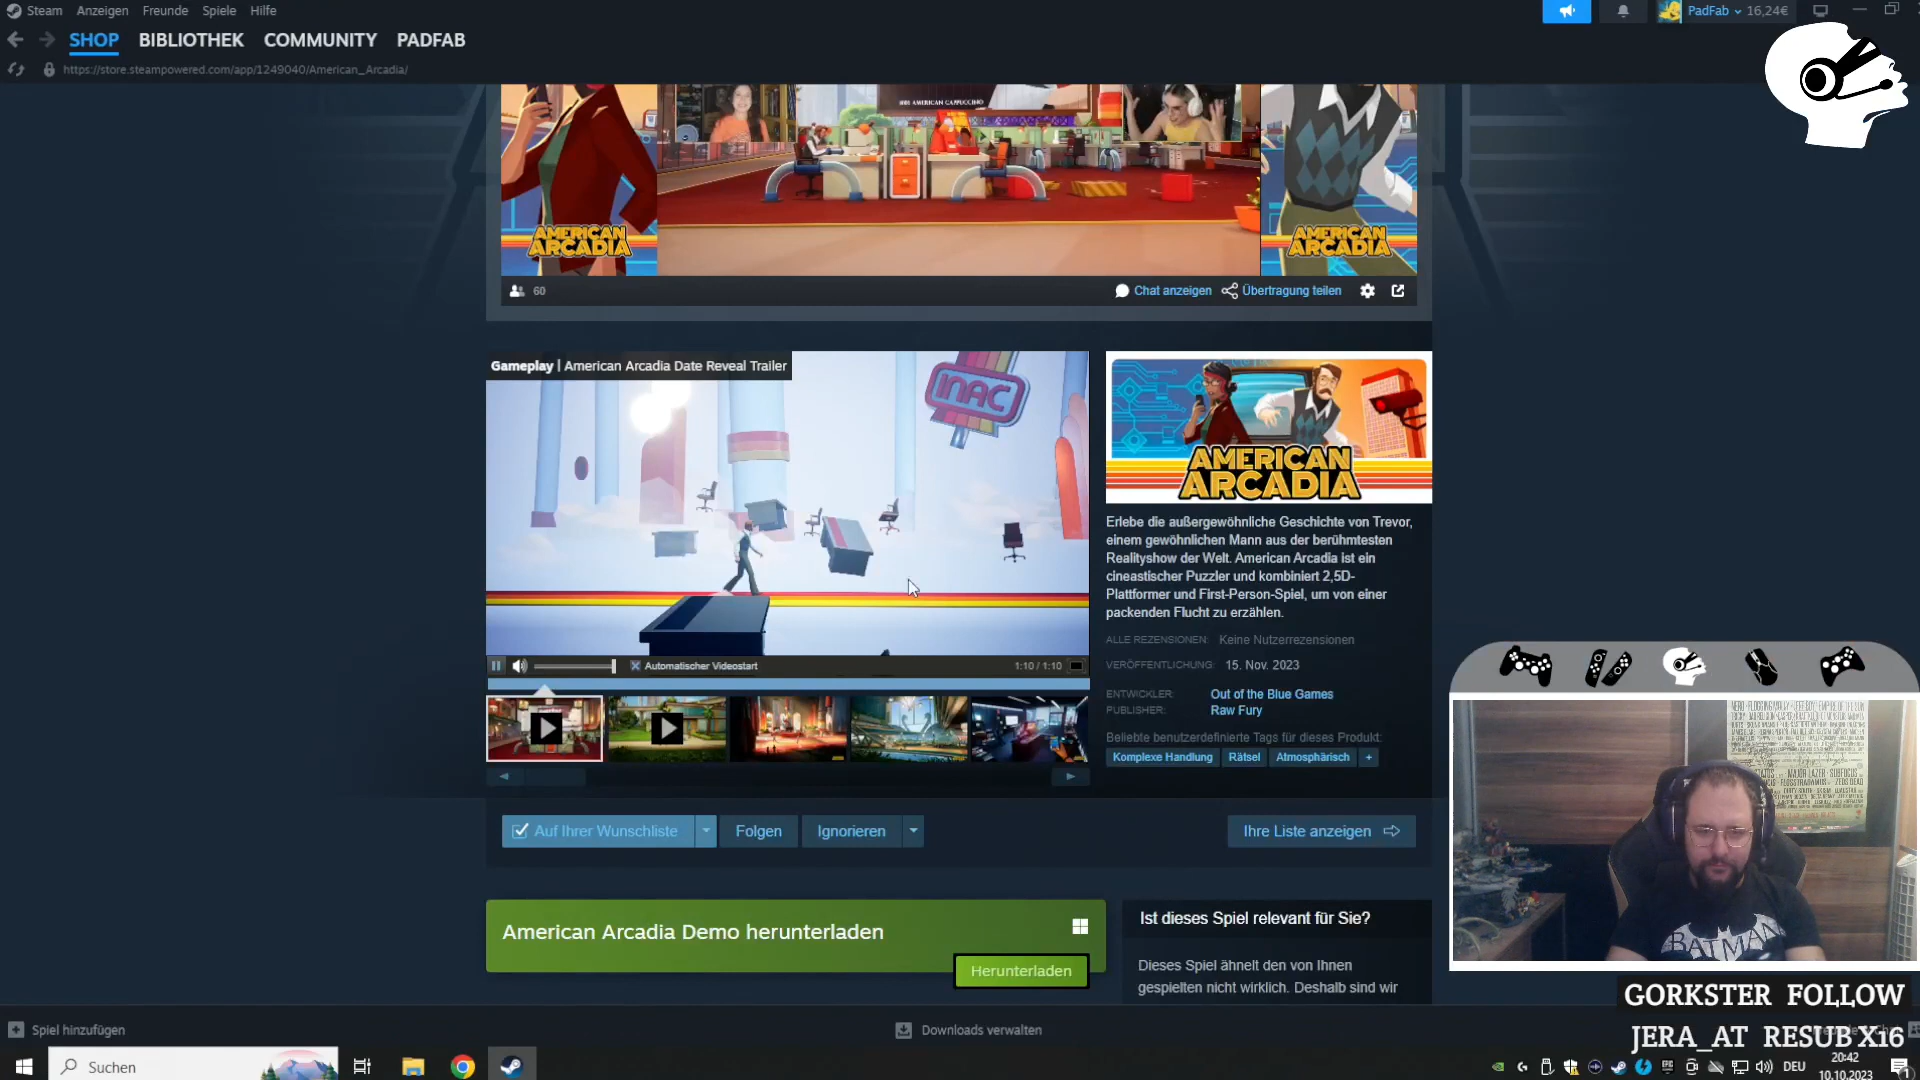 Steam Anzeigen Freunde Spiele Hilfe
PadFab 16,24€
SHOP BIBLIOTHEK COMMUNITY PADFAB
https://store.steampowered.com/app/1249040/American_Arcadia/
AMERICAN CAPPUCCINO
AMERICAN ARCADIA
AMERICAN ARCADIA
60
Chat anzeigen Übertragung teilen
Gameplay | American Arcadia Date Reveal Trailer
INAC
AMERICAN
ARCADIA
Erlebe die außergewöhnliche Geschichte von Trevor,
einem gewöhnlichen Mann aus der berühmtesten
Realityshow der Welt. American Arcadia ist ein
cineastischer Puzzler und kombiniert 2,5D-
Plattformer und First-Person-Spiel, um von einer
packenden Flucht zu erzählen.
ALLE REZENSIONEN: Keine Nutzerrezensionen
VERÖFFENTLICHUNG: 15. Nov. 2023
ENTWICKLER: Out of the Blue Games
PUBLISHER: Raw Fury
Beliebte benutzerdefinierte Tags für dieses Produkt:
Komplexe Handlung Rätsel Atmosphärisch +
Automatischer Videostart
1:10 / 1:10
Auf Ihrer Wunschliste
Folgen
Ignorieren
Ihre Liste anzeigen
American Arcadia Demo herunterladen
Herunterladen
Ist dieses Spiel relevant für Sie?
Dieses Spiel ähnelt den von Ihnen
gespielten nicht wirklich. Deshalb sind wir
BATMAN
GORKSTER FOLLOW
JERA_AT RESUB X16
Spiel hinzufügen
Downloads verwalten
Suchen
DEU
20:42
10.10.2023